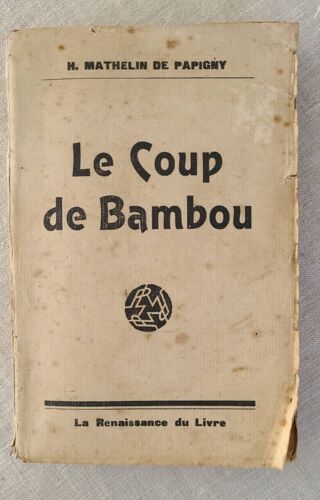 H. MATHELIN DE PAPIGNY
Le Coup
de Bambou
La Renaissance du Livre